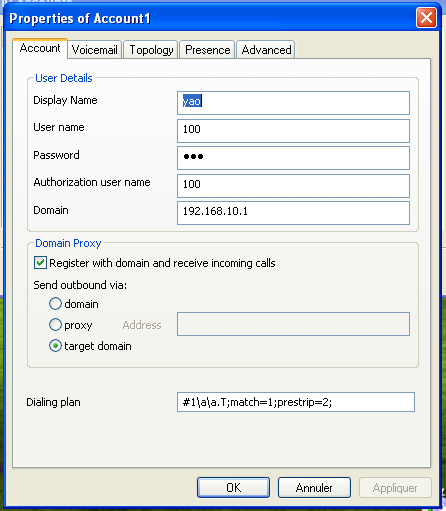 Properties of Account1
Account Voicemail Topology Presence Advanced
User Details
Display Name yao
User name 100
Password ●●●
Authorization user name 100
Domain 192.168.10.1
Domain Proxy
Register with domain and receive incoming calls
Send outbound via:
domain
proxy Address
target domain
Dialing plan #1\a\a.T;match=1;prestrip=2;
OK Annuler Appliquer